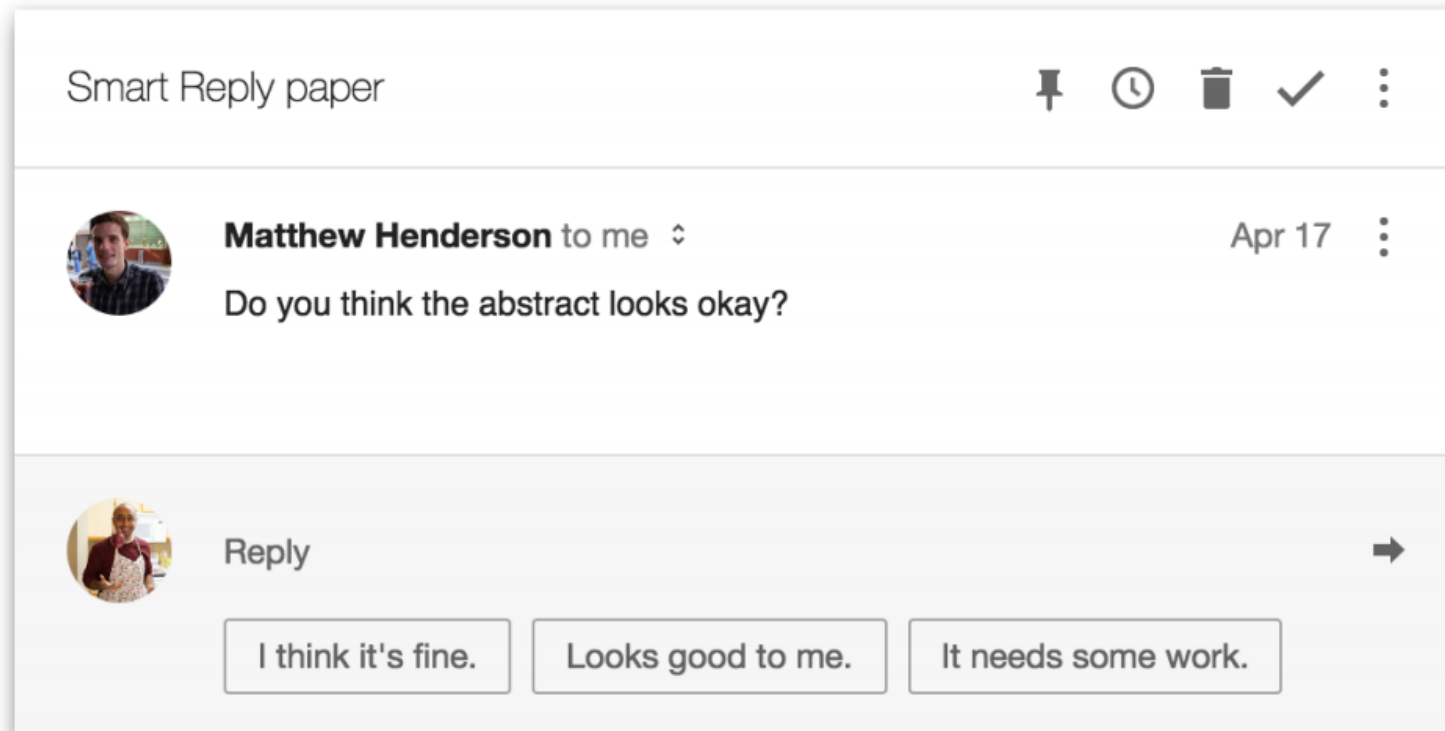 Smart Reply paper
Matthew Henderson to me Apr 17
Do you think the abstract looks okay?
Reply
I think it's fine. Looks good to me. It needs some work.